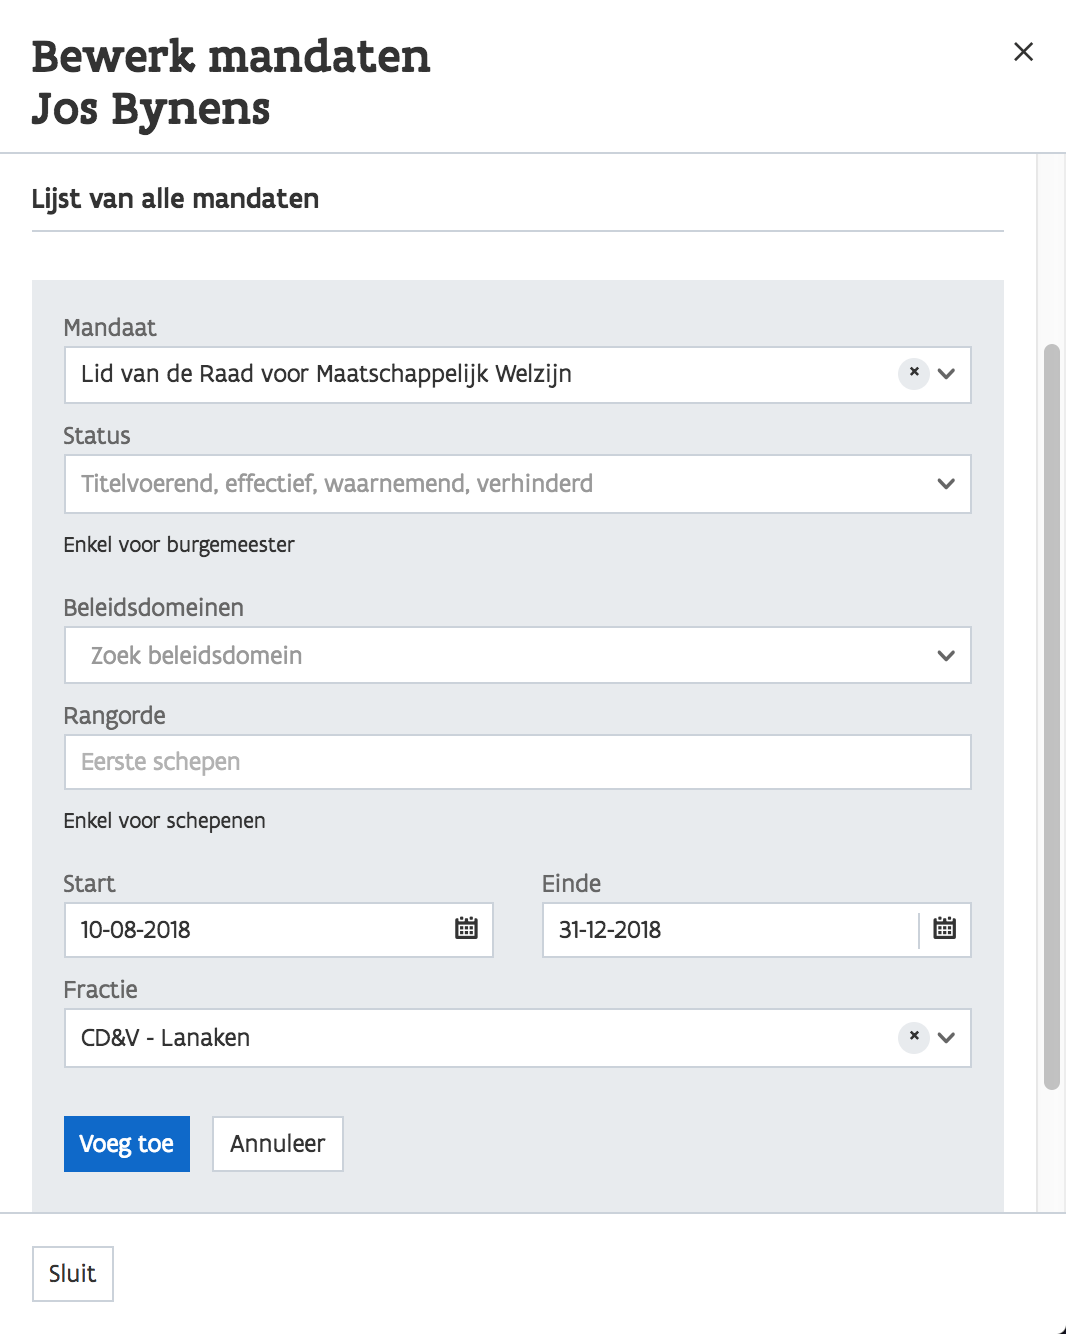 Bewerk mandaten
Jos Bynens
Lijst van alle mandaten
Mandaat
Lid van de Raad voor Maatschappelijk Welzijn
Status
Titelvoerend, effectief, waarnemend, verhinderd
Enkel voor burgemeester
Beleidsdomeinen
Zoek beleidsdomein
Rangorde
Eerste schepen
Enkel voor schepenen
Start
Einde
10-08-2018
31-12-2018
Fractie
CD&V - Lanaken
Voeg toe
Annuleer
Sluit